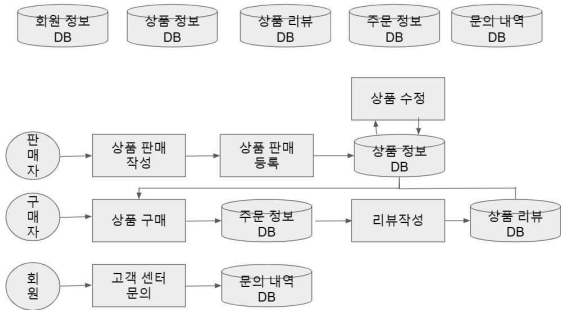 회원 정보
DB
상품 정보
DB
상품 리뷰
DB
주문 정보
DB
문의 내역
DB
상품 수정
판
매
자
상품 판매
작성
상품 판매
등록
상품 정보
DB
구
매
자
상품 구매
주문 정보
DB
리뷰작성
상품 리뷰
DB
회
원
고객 센터
문의
문의 내역
DB